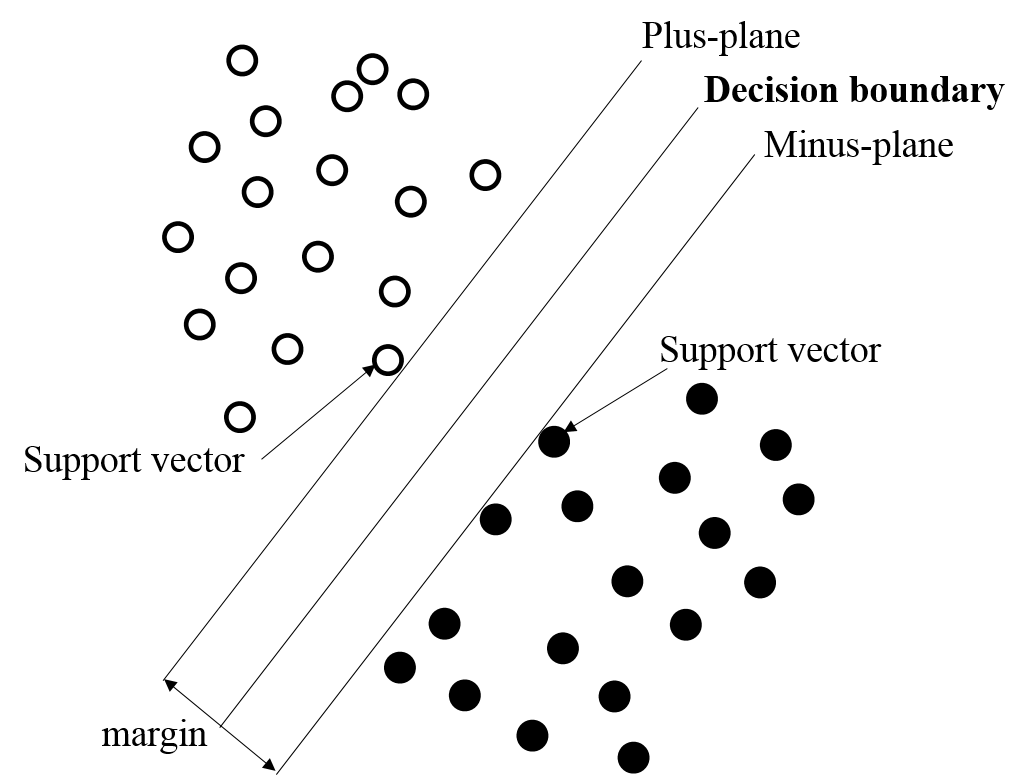 Plus-plane
Decision boundary
Minus-plane
Support vector
Support vector
margin